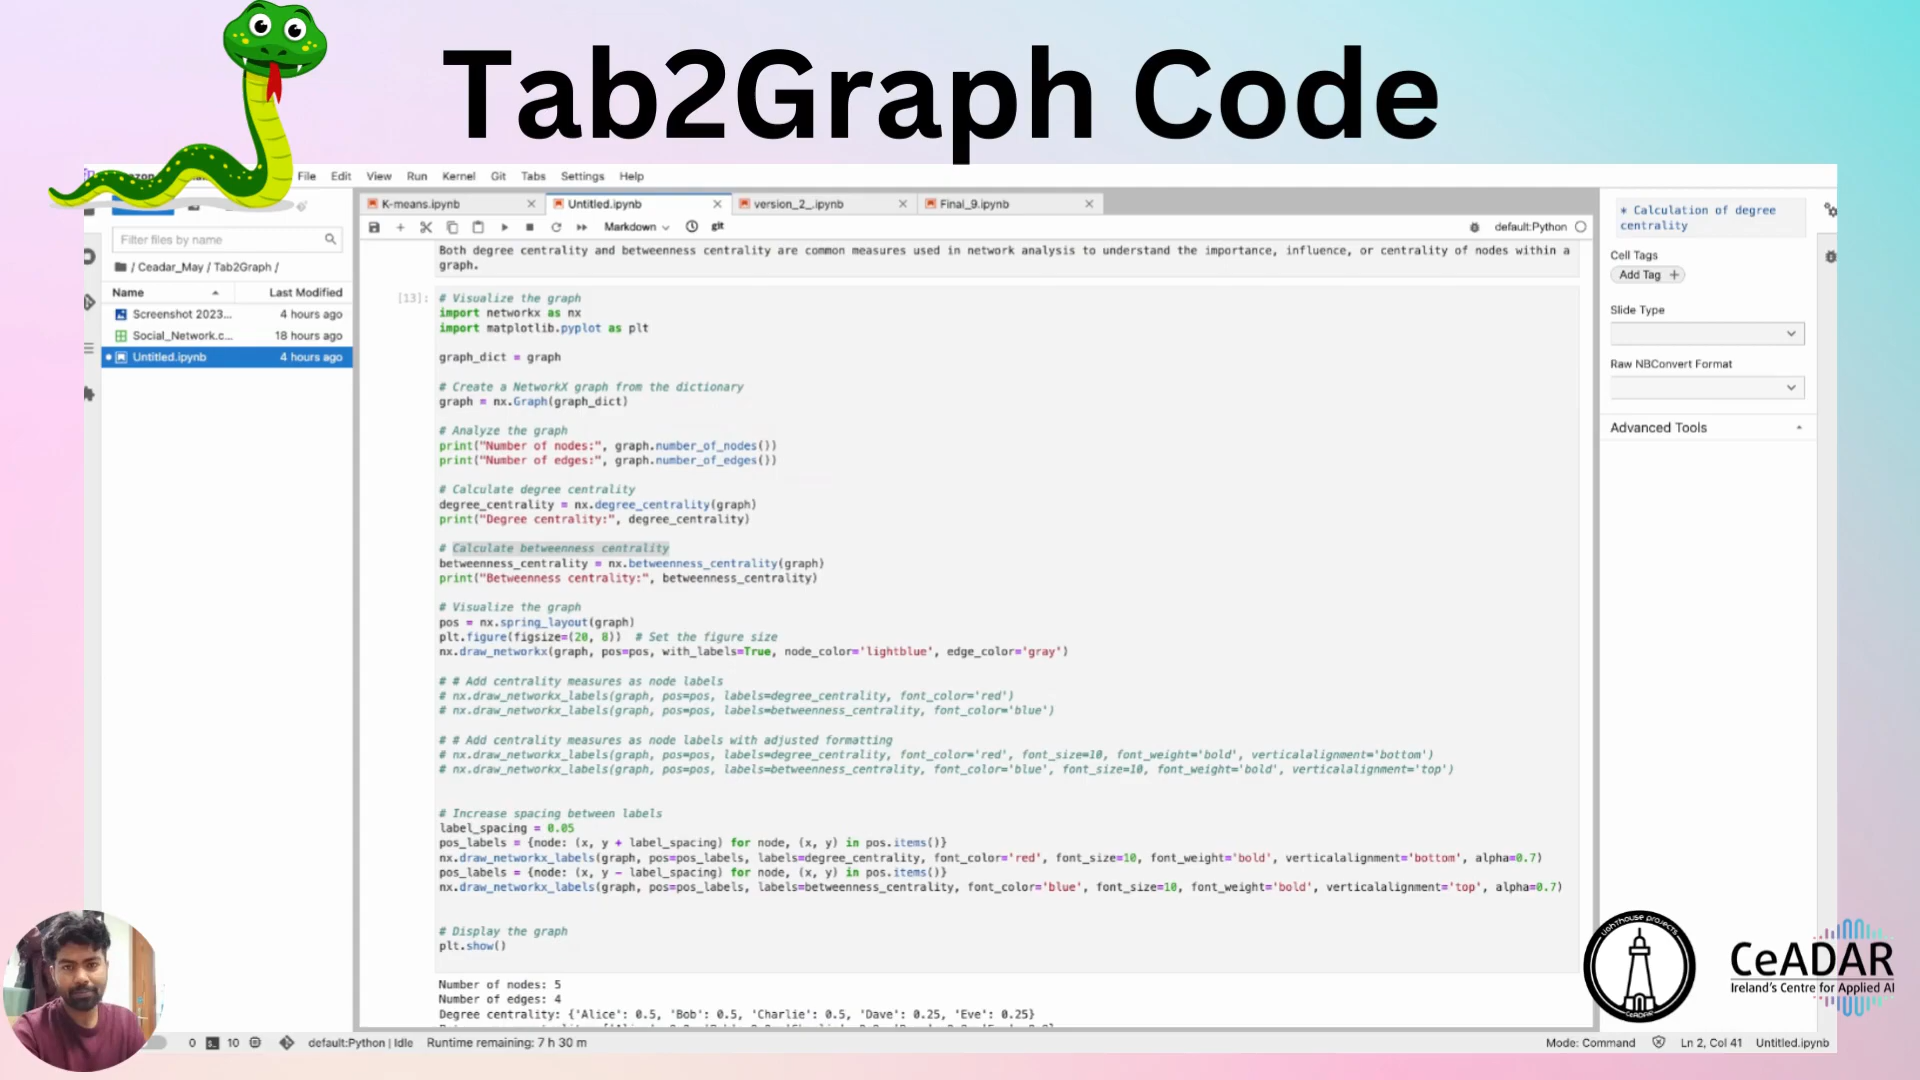 Tab2Graph Code
File Edit View Run Kernel Git Tabs Settings Help
K-means.ipynb
Untitled.ipynb
version_2_.ipynb
Final_9.ipynb
Markdown
git
default:Python
Filter files by name
/ Ceadar_May / Tab2Graph /
Name Last Modified
Screenshot 2023... 4 hours ago
Social_Network.c... 18 hours ago
Untitled.ipynb 4 hours ago
Both degree centrality and betweenness centrality are common measures used in network analysis to understand the importance, influence, or centrality of nodes within a
graph.
[13]: # Visualize the graph
import networkx as nx
import matplotlib.pyplot as plt
graph_dict = graph
# Create a NetworkX graph from the dictionary
graph = nx.Graph(graph_dict)
# Analyze the graph
print("Number of nodes:", graph.number_of_nodes())
print("Number of edges:", graph.number_of_edges())
# Calculate degree centrality
degree_centrality = nx.degree_centrality(graph)
print("Degree centrality:", degree_centrality)
# Calculate betweenness centrality
betweenness_centrality = nx.betweenness_centrality(graph)
print("Betweenness centrality:", betweenness_centrality)
# Visualize the graph
pos = nx.spring_layout(graph)
plt.figure(figsize=(20, 8))  # Set the figure size
nx.draw_networkx(graph, pos=pos, with_labels=True, node_color='lightblue', edge_color='gray')
# # Add centrality measures as node labels
# nx.draw_networkx_labels(graph, pos=pos, labels=degree_centrality, font_color='red')
# nx.draw_networkx_labels(graph, pos=pos, labels=betweenness_centrality, font_color='blue')
# # Add centrality measures as node labels with adjusted formatting
# nx.draw_networkx_labels(graph, pos=pos, labels=degree_centrality, font_color='red', font_size=10, font_weight='bold', verticalalignment='bottom')
# nx.draw_networkx_labels(graph, pos=pos, labels=betweenness_centrality, font_color='blue', font_size=10, font_weight='bold', verticalalignment='top')
# Increase spacing between labels
label_spacing = 0.05
pos_labels = {node: (x, y + label_spacing) for node, (x, y) in pos.items()}
nx.draw_networkx_labels(graph, pos=pos_labels, labels=degree_centrality, font_color='red', font_size=10, font_weight='bold', verticalalignment='bottom', alpha=0.7)
pos_labels = {node: (x, y - label_spacing) for node, (x, y) in pos.items()}
nx.draw_networkx_labels(graph, pos=pos_labels, labels=betweenness_centrality, font_color='blue', font_size=10, font_weight='bold', verticalalignment='top', alpha=0.7)
# Display the graph
plt.show()
Number of nodes: 5
Number of edges: 4
Degree centrality: {'Alice': 0.5, 'Bob': 0.5, 'Charlie': 0.5, 'Dave': 0.25, 'Eve': 0.25}
* Calculation of degree
centrality
Cell Tags
Add Tag +
Slide Type
Raw NBConvert Format
Advanced Tools
Lighthouse Projects
CeADAR
CeADAR
Ireland's Centre for Applied AI
0 10 default:Python | Idle Runtime remaining: 7 h 30 m
Mode: Command Ln 2, Col 41 Untitled.ipynb